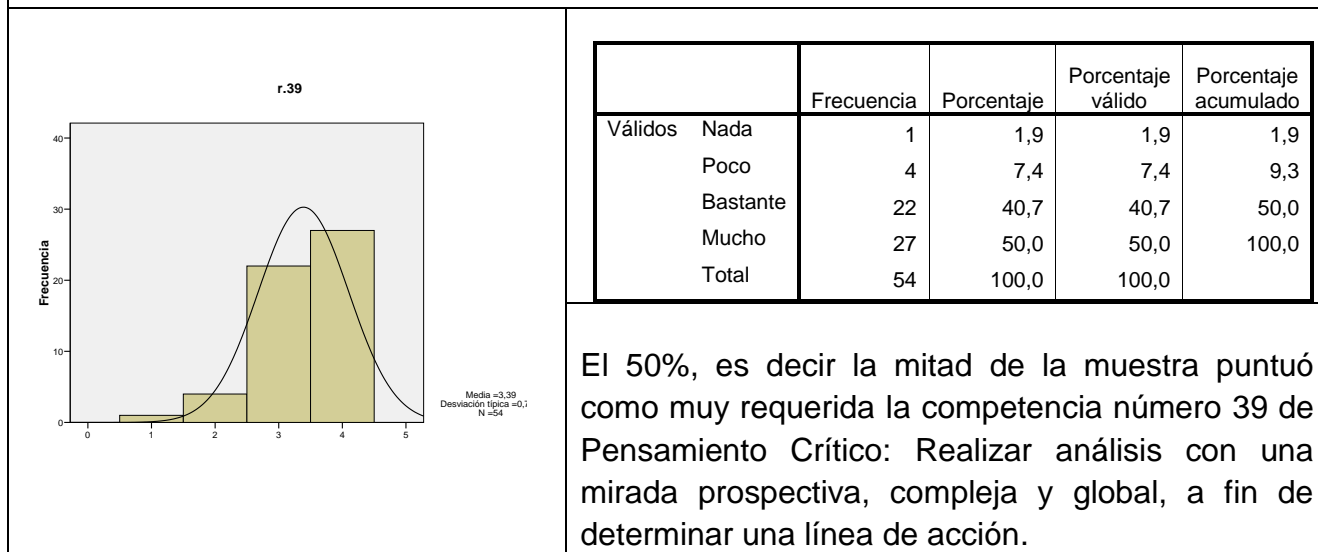 r.39
40
30
20
10
0
0 1 2 3 4 5
Frecuencia
Media =3,39
Desviación típica =0,
N =54
Frecuencia Porcentaje Porcentaje válido Porcentaje acumulado
Válidos Nada 1 1,9 1,9 1,9
Poco 4 7,4 7,4 9,3
Bastante 22 40,7 40,7 50,0
Mucho 27 50,0 50,0 100,0
Total 54 100,0 100,0
El 50%, es decir la mitad de la muestra puntuó
como muy requerida la competencia número 39 de
Pensamiento Crítico: Realizar análisis con una
mirada prospectiva, compleja y global, a fin de
determinar una línea de acción.